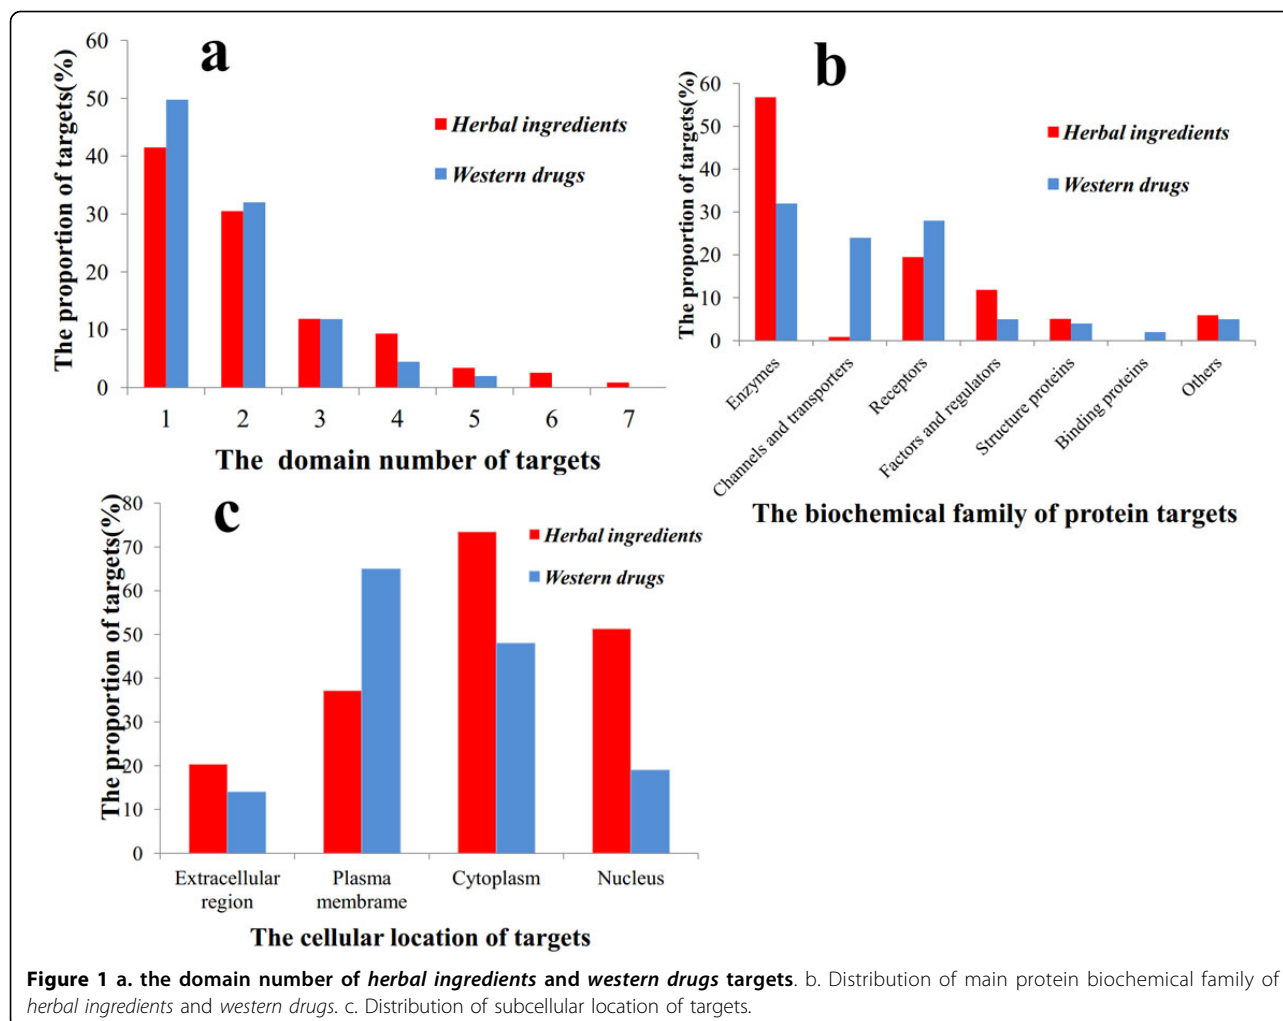 a
The proportion of targets(%)
60
50
40
30
20
10
0
Herbal ingredients
Western drugs
1 2 3 4 5 6 7
The domain number of targets
b
The proportion of targets(%)
60
50
40
30
20
10
0
Herbal ingredients
Western drugs
Enzymes
Channels and transporters
Receptors
Factors and regulators
Structure proteins
Binding proteins
Others
The biochemical family of protein targets
c
The proportion of targets(%)
80
70
60
50
40
30
20
10
0
Herbal ingredients
Western drugs
Extracellular
region
Plasma
membrame
Cytoplasm
Nucleus
The cellular location of targets
Figure 1 a. the domain number of herbal ingredients and western drugs targets. b. Distribution of main protein biochemical family of
herbal ingredients and western drugs. c. Distribution of subcellular location of targets.